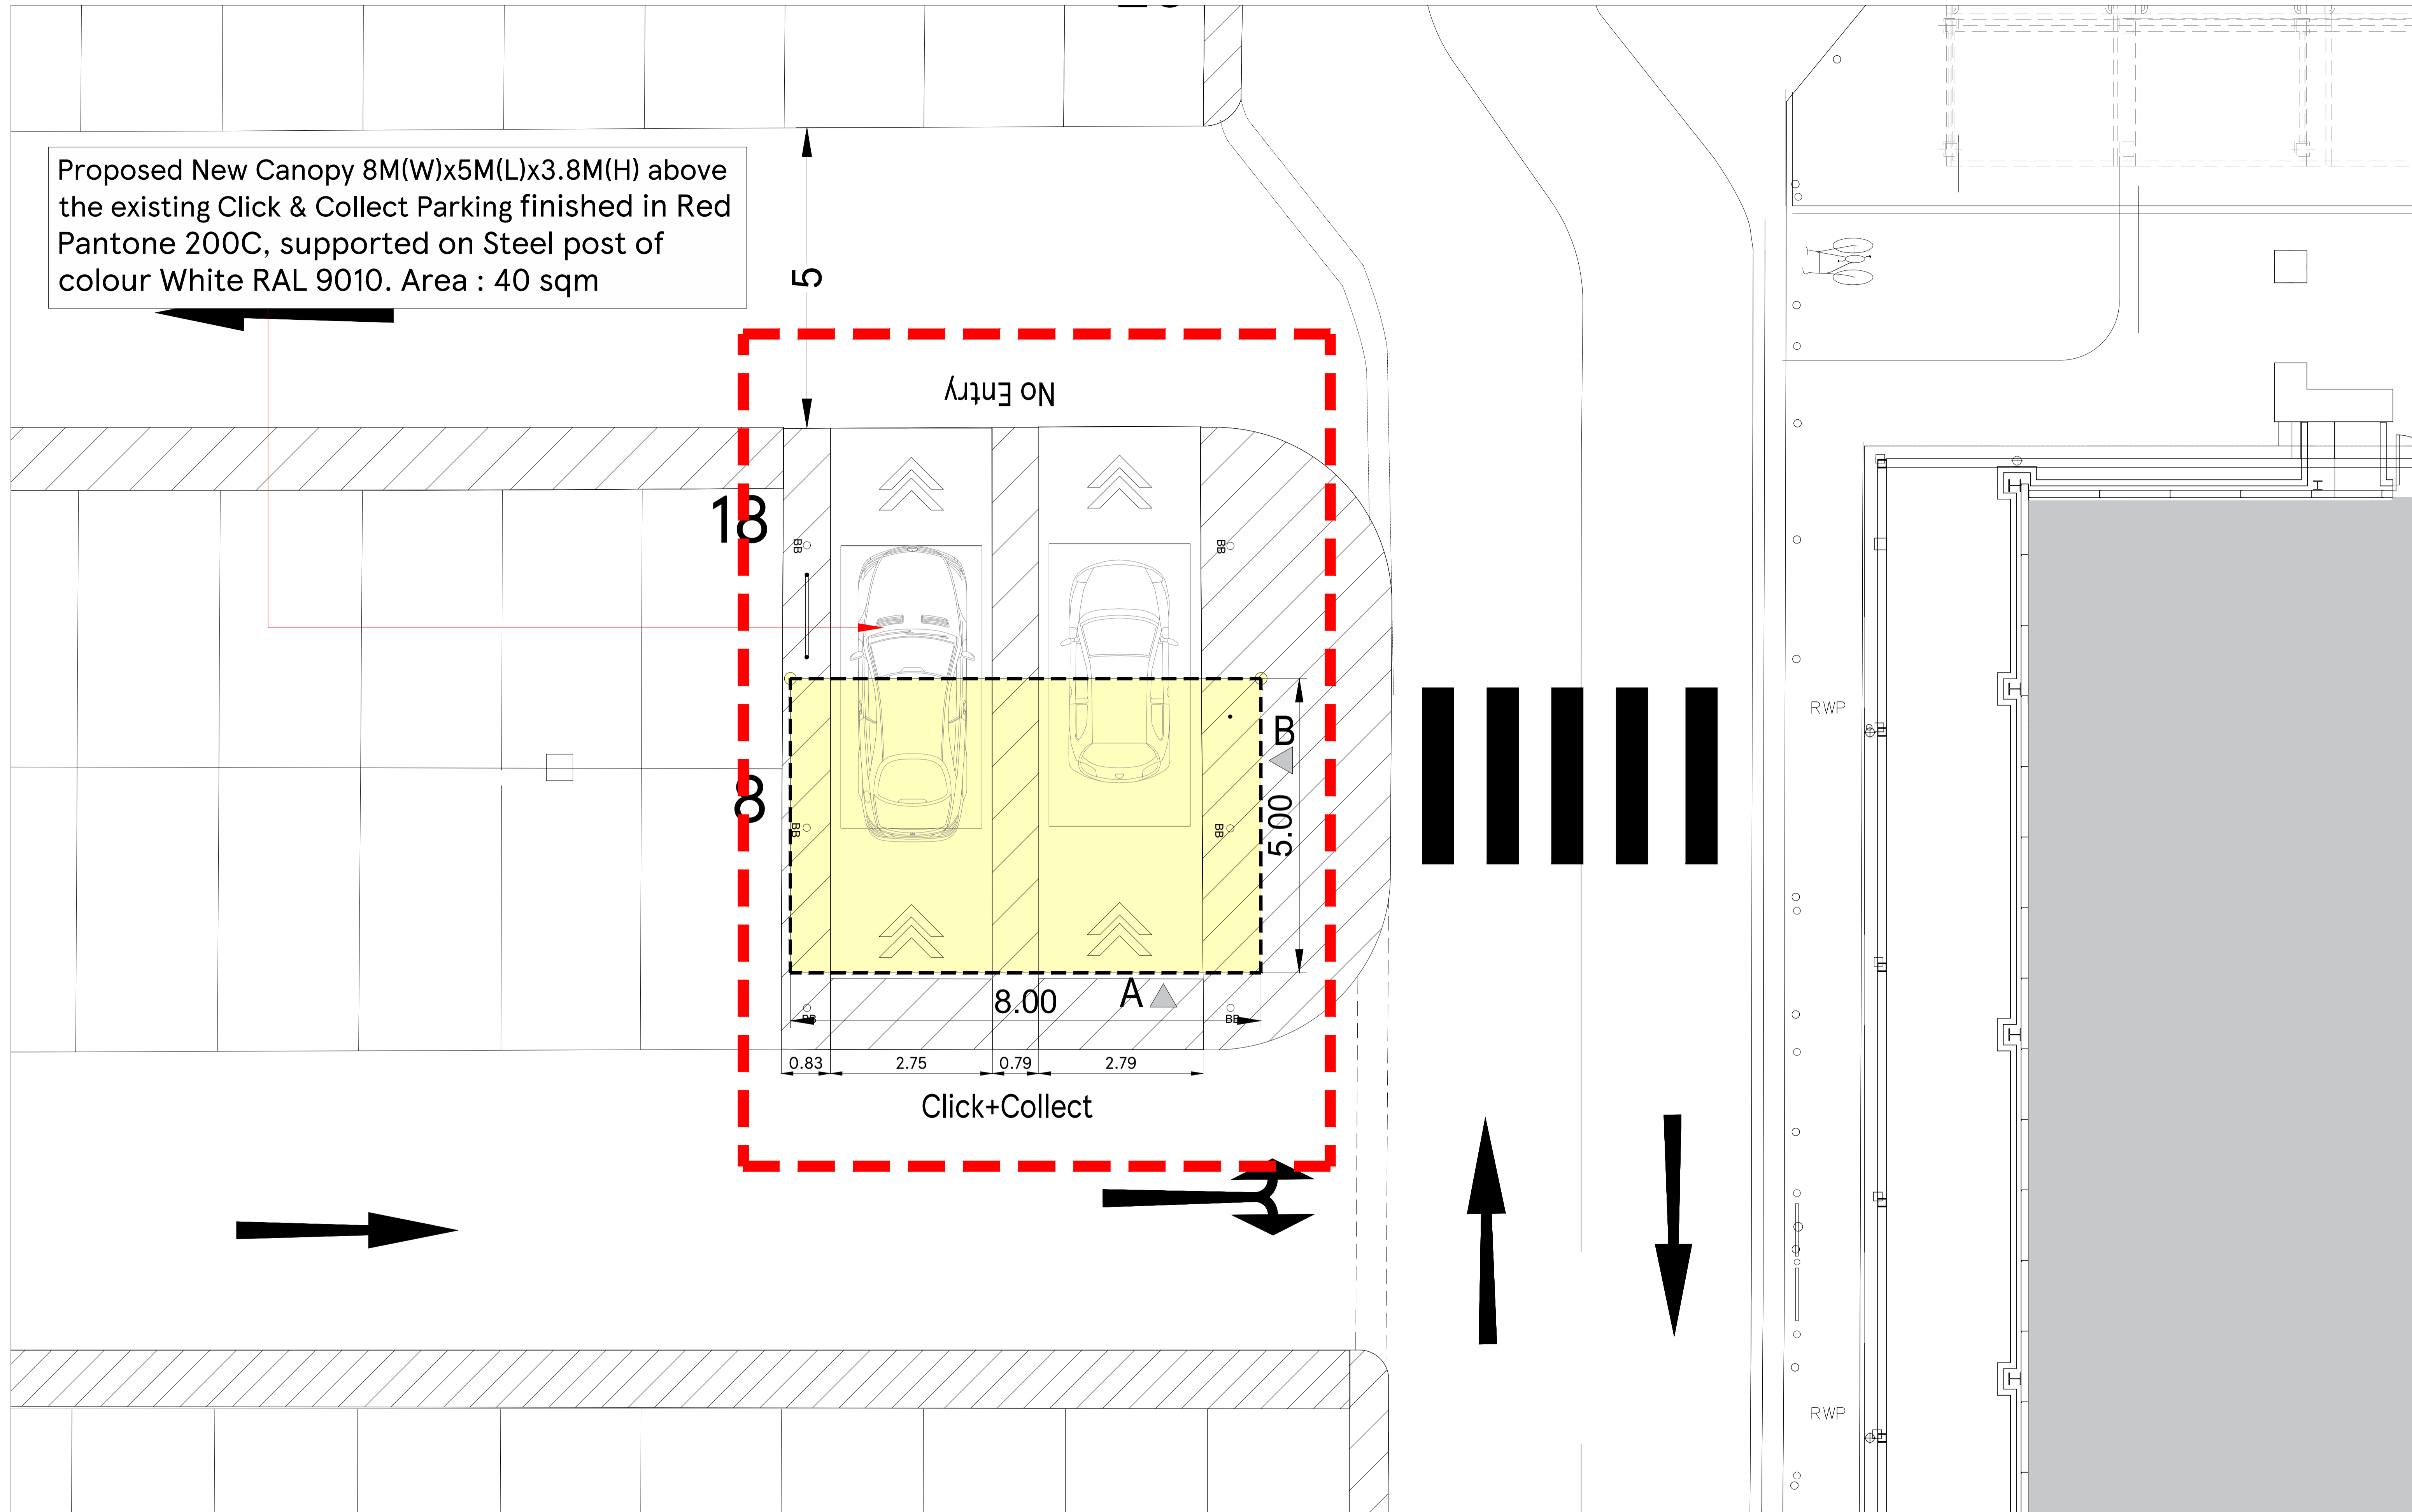 Proposed New Canopy 8M(W)x5M(L)x3.8M(H) above
the existing Click & Collect Parking finished in Red
Pantone 200C, supported on Steel post of
colour White RAL 9010. Area : 40 sqm
5
No Entry
18
BB
BB
RWP
B
8
BB
BB
5.00
A
8.00
BB
BB
0.83
2.75
0.79
2.79
Click+Collect
RWP